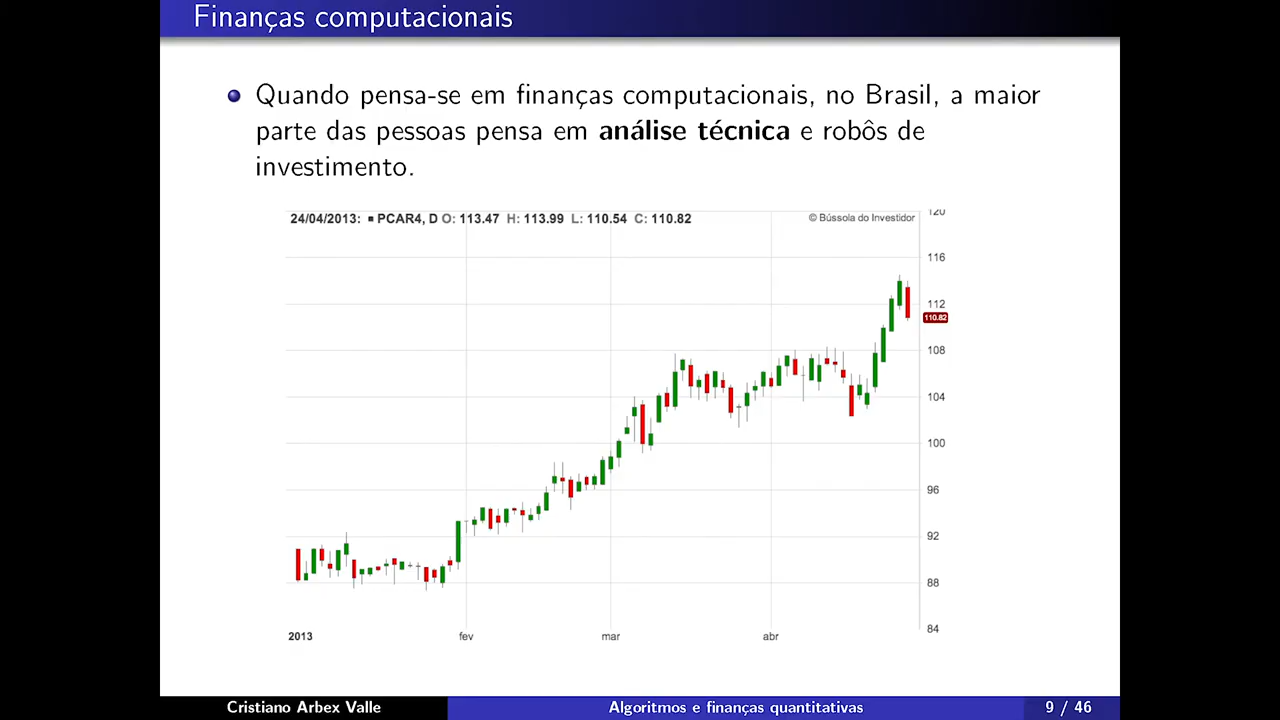 Finanças computacionais
Quando pensa-se em finanças computacionais, no Brasil, a maior
parte das pessoas pensa em análise técnica e robôs de
investimento.
24/04/2013: ■ PCAR4, D O: 113.47 H: 113.99 L: 110.54 C: 110.82
© Bússola do Investidor
120
116
112
110.82
108
104
100
96
92
88
84
2013 fev mar abr
Cristiano Arbex Valle Algoritmos e finanças quantitativas 9 / 46